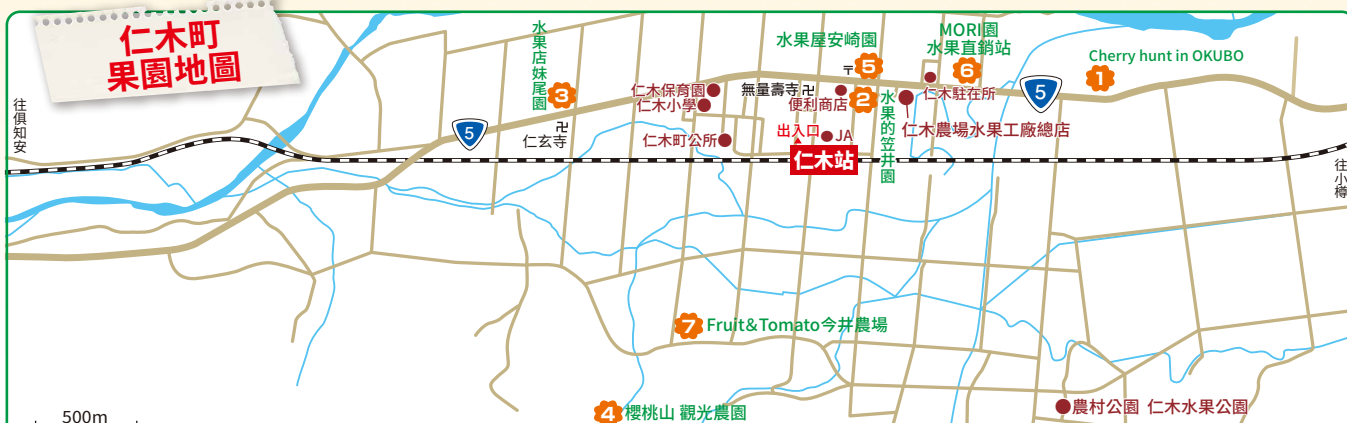 仁木町
果園地圖
往俱知安
水果店妹尾園
3
5
仁玄寺
仁木保育園
仁木小學
仁木町公所
水果屋安崎園
5
〒
無量壽寺
便利商店
2
水果的笠井園
出入口
JA
仁木站
MORI園
水果直銷站
6
仁木駐在所
仁木農場水果工廠總店
5
1
Cherry hunt in OKUBO
往小樽
7
Fruit&Tomato今井農場
4
櫻桃山 觀光農園
農村公園 仁木水果公園
500m